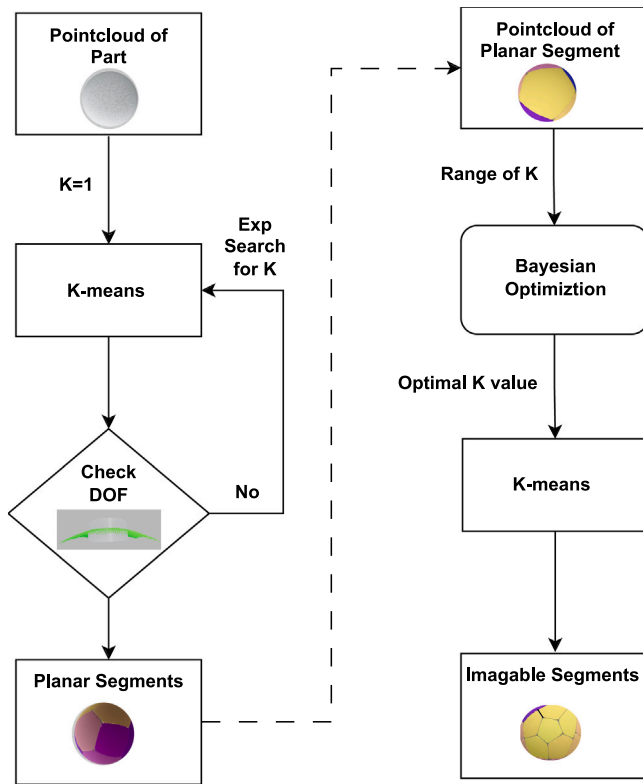 Pointcloud of
Part
K=1
K-means
Exp
Search
for K
Check
DOF
No
Planar Segments
Pointcloud of
Planar Segment
Range of K
Bayesian
Optimiztion
Optimal K value
K-means
Imagable Segments